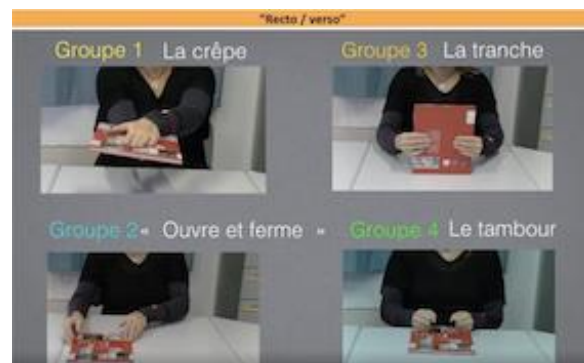 "Recto / verso"
Groupe 1 La crêpe
Groupe 3 La tranche
Groupe 2 « Ouvre et ferme »
Groupe 4 Le tambour